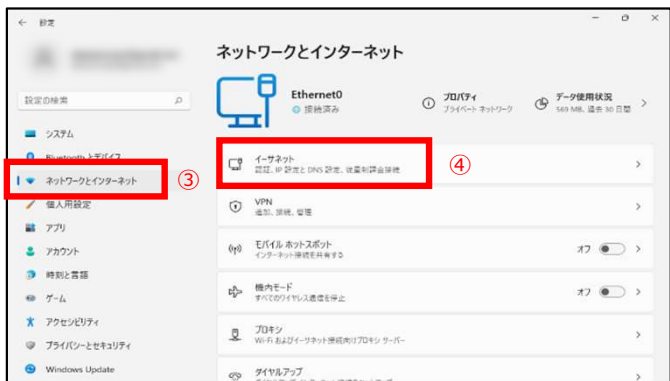 ← 設定
ネットワークとインターネット
設定の検索
Ethernet0
接続済み
プロパティ
プライベート ネットワーク
データ使用状況
569 MB、過去 30 日間
システム
Bluetooth とデバイス
ネットワークとインターネット
③
個人用設定
アプリ
アカウント
時刻と言語
ゲーム
アクセシビリティ
プライバシーとセキュリティ
Windows Update
イーサネット
認証、IP 設定と DNS 設定、従量制課金接続
④
VPN
追加、接続、管理
モバイル ホットスポット
インターネット接続を共有する
オフ
機内モード
すべてのワイヤレス通信を停止
オフ
プロキシ
Wi-Fi およびイーサネット接続向けプロキシ サーバー
ダイヤルアップ